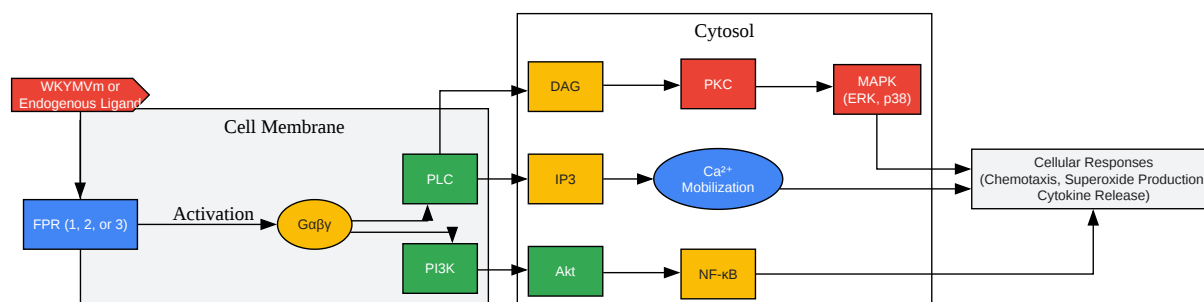 Cytosol
WKYMVm or
Endogenous Ligand
DAG
PKC
MAPK
(ERK, p38)
Cell Membrane
PLC
IP3
Ca²⁺
Mobilization
Cellular Responses
(Chemotaxis, Superoxide Production
Cytokine Release)
FPR (1, 2, or 3)
Activation
Gαβγ
PI3K
Akt
NF-κB